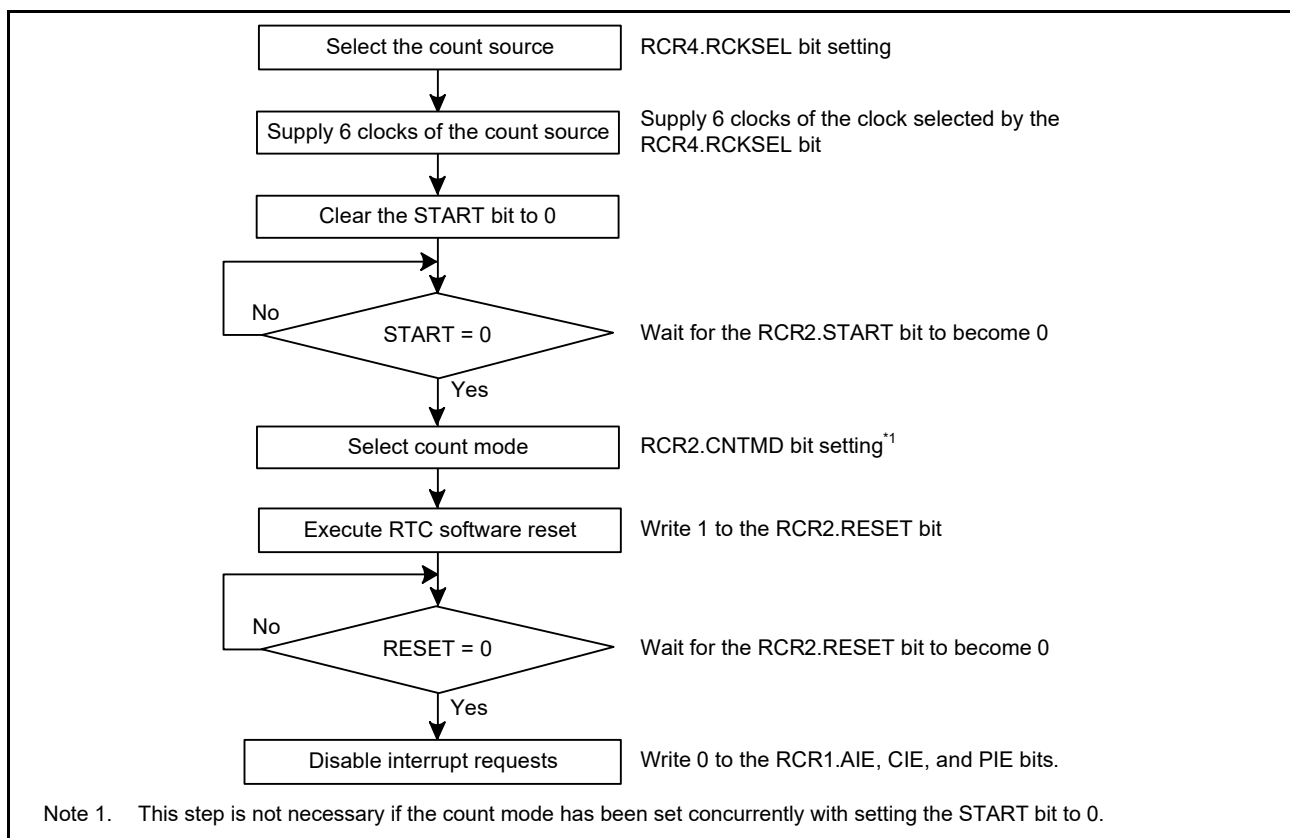 Select the count source
RCR4.RCKSEL bit setting
Supply 6 clocks of the count source
Supply 6 clocks of the clock selected by the
RCR4.RCKSEL bit
Clear the START bit to 0
No
START = 0
Wait for the RCR2.START bit to become 0
Yes
Select count mode
RCR2.CNTMD bit setting*1
Execute RTC software reset
Write 1 to the RCR2.RESET bit
No
RESET = 0
Wait for the RCR2.RESET bit to become 0
Yes
Disable interrupt requests
Write 0 to the RCR1.AIE, CIE, and PIE bits.
Note 1. This step is not necessary if the count mode has been set concurrently with setting the START bit to 0.